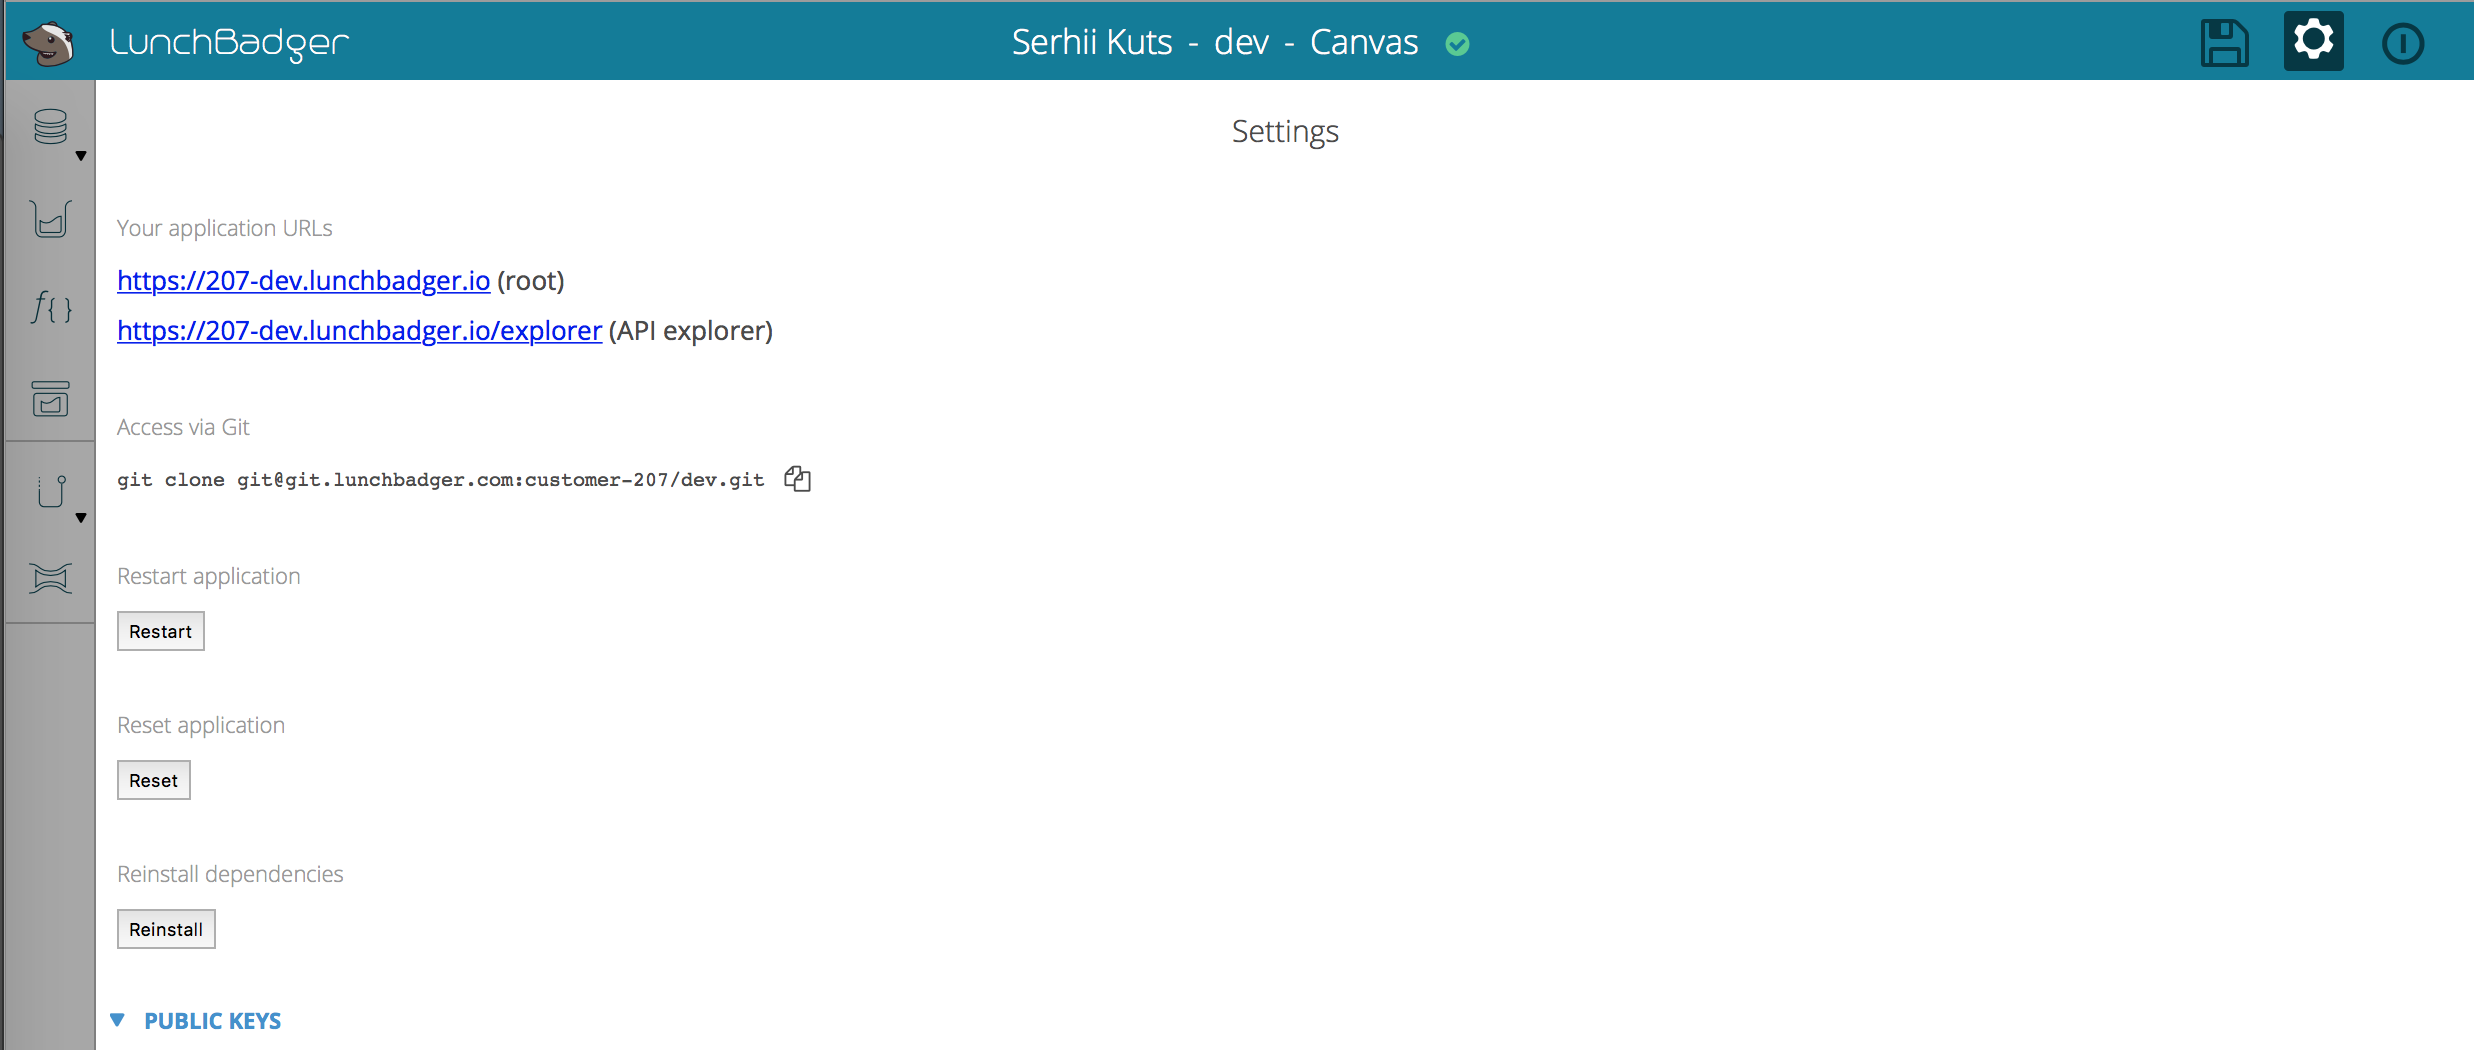 LunchBadger
Serhii Kuts - dev - Canvas
Settings
Your application URLs
https://207-dev.lunchbadger.io (root)
https://207-dev.lunchbadger.io/explorer (API explorer)
f{}
Access via Git
git clone git@git.lunchbadger.com:customer-207/dev.git
Restart application
Restart
Reset application
Reset
Reinstall dependencies
Reinstall
PUBLIC KEYS